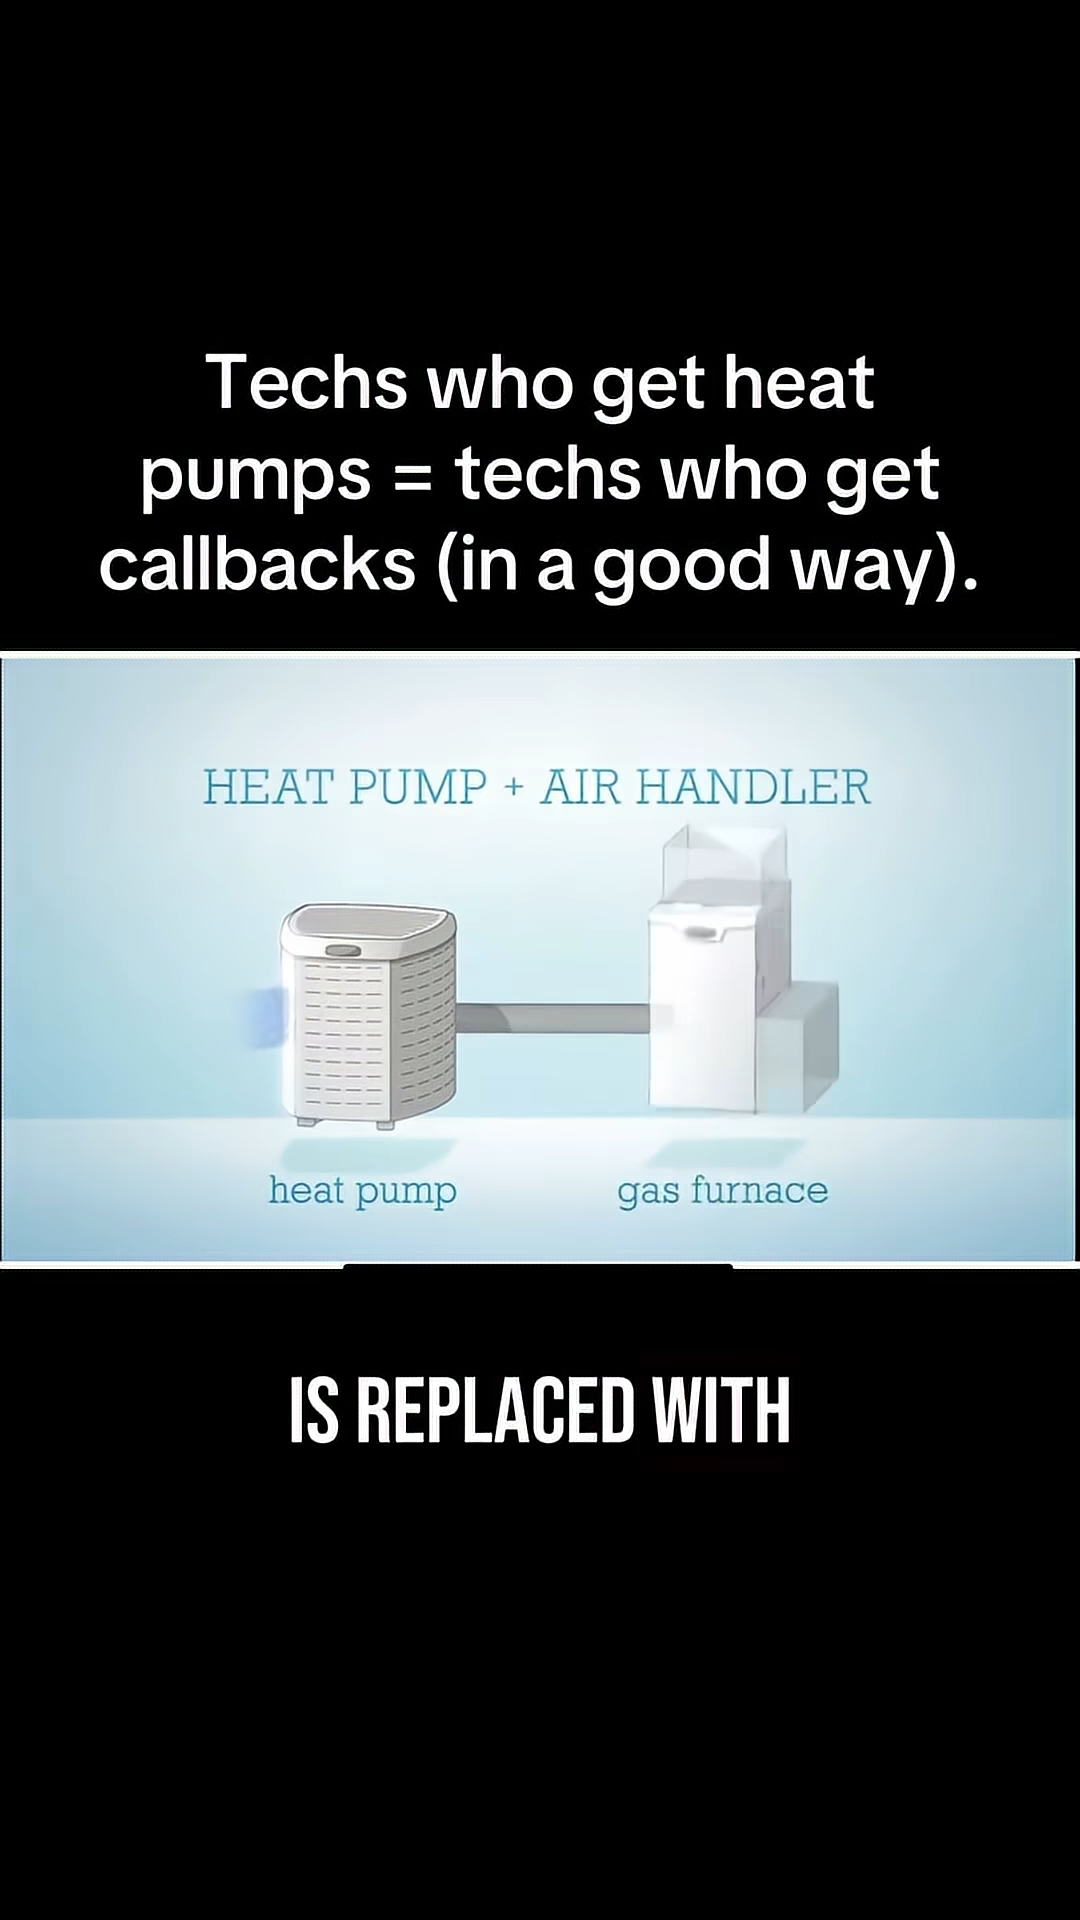 Techs who get heat
pumps = techs who get
callbacks (in a good way).
HEAT PUMP + AIR HANDLER
heat pump
gas furnace
IS REPLACED WITH